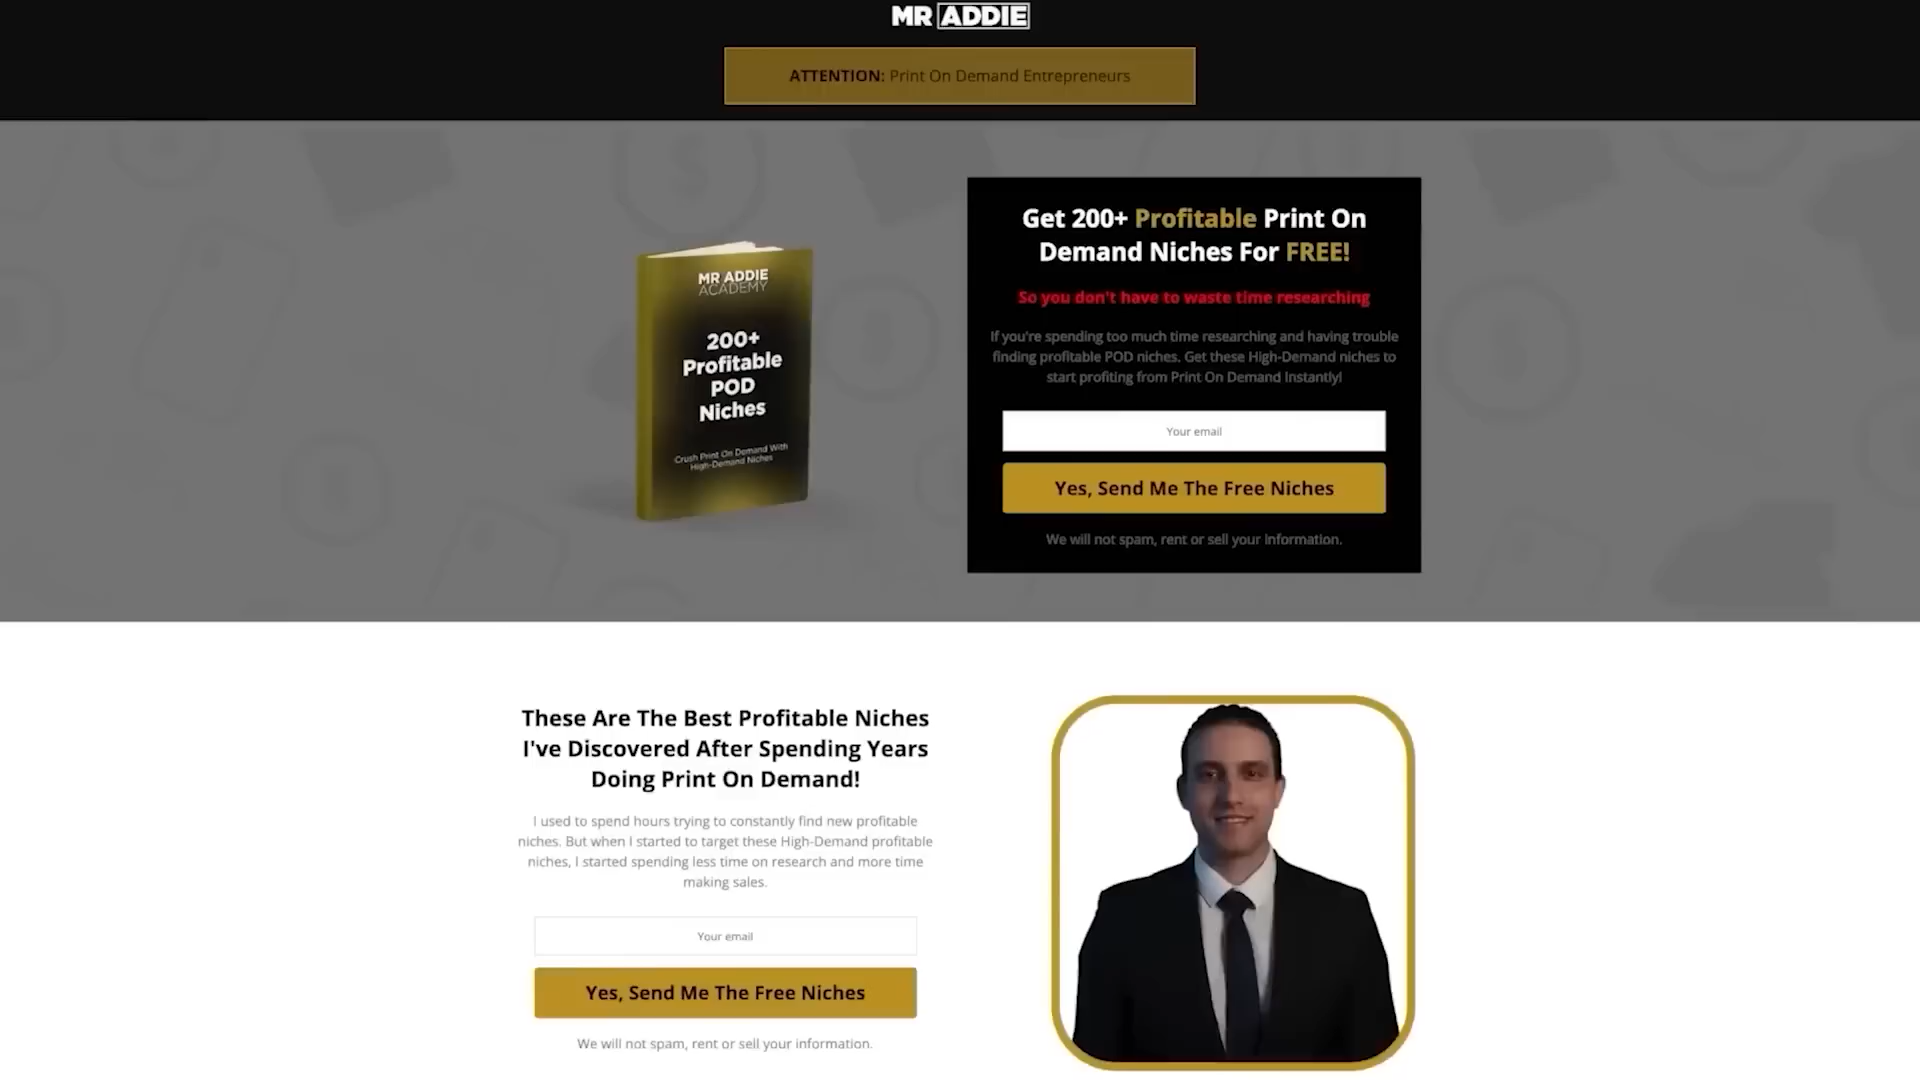 MR ADDIE
ATTENTION: Print On Demand Entrepreneurs
MR ADDIE
ACADEMY
200+
Profitable
POD
Niches
Crush Print On Demand With
High-Demand Niches
Get 200+ Profitable Print On
Demand Niches For FREE!
So you don't have to waste time researching
If you're spending too much time researching and having trouble
finding profitable POD niches. Get these High-Demand niches to
start profiting from Print On Demand Instantly!
Your email
Yes, Send Me The Free Niches
We will not spam, rent or sell your information.
These Are The Best Profitable Niches
I've Discovered After Spending Years
Doing Print On Demand!
I used to spend hours trying to constantly find new profitable
niches. But when I started to target these High-Demand profitable
niches, I started spending less time on research and more time
making sales.
Your email
Yes, Send Me The Free Niches
We will not spam, rent or sell your information.